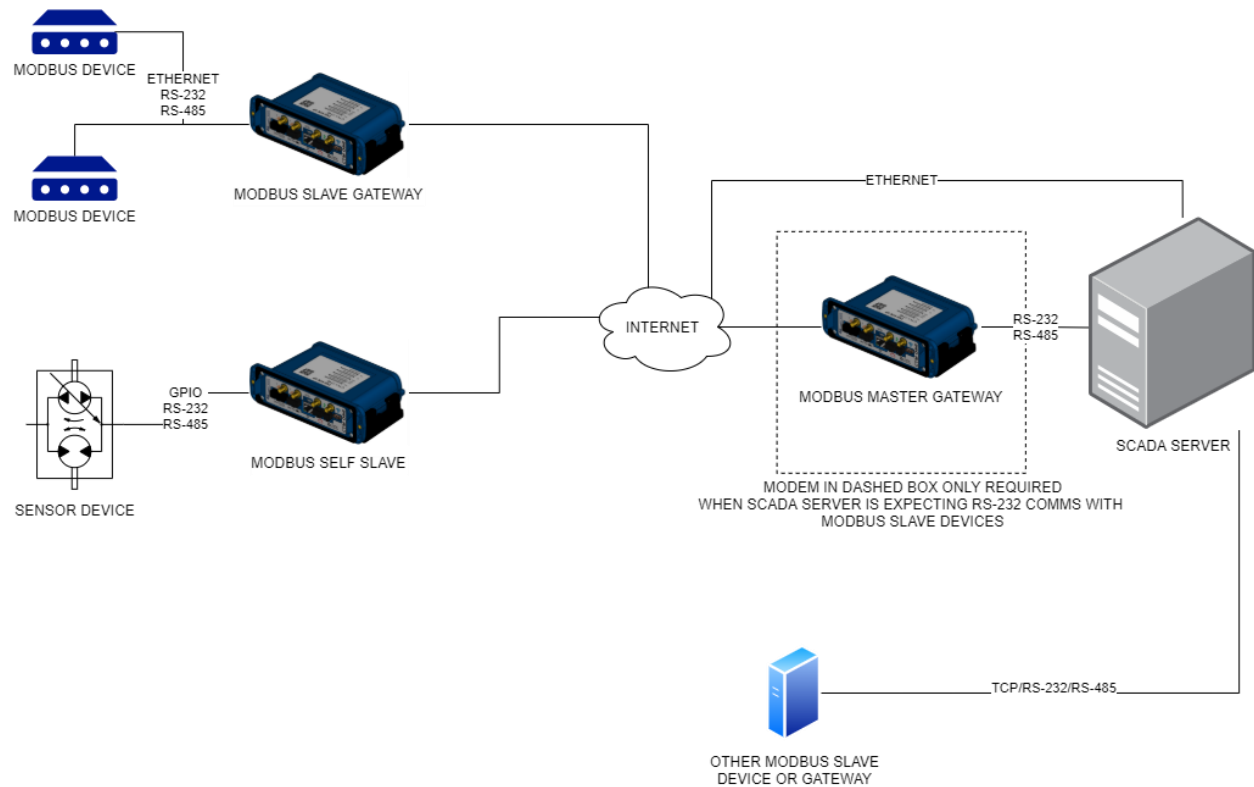 MODBUS DEVICE
ETHERNET
RS-232
RS-485
MODBUS DEVICE
MODBUS SLAVE GATEWAY
ETHERNET
INTERNET
RS-232
RS-485
MODBUS MASTER GATEWAY
SCADA SERVER
GPIO
RS-232
RS-485
MODBUS SELF SLAVE
SENSOR DEVICE
MODEM IN DASHED BOX ONLY REQUIRED
WHEN SCADA SERVER IS EXPECTING RS-232 COMMS WITH
MODBUS SLAVE DEVICES
TCP/RS-232/RS-485
OTHER MODBUS SLAVE
DEVICE OR GATEWAY